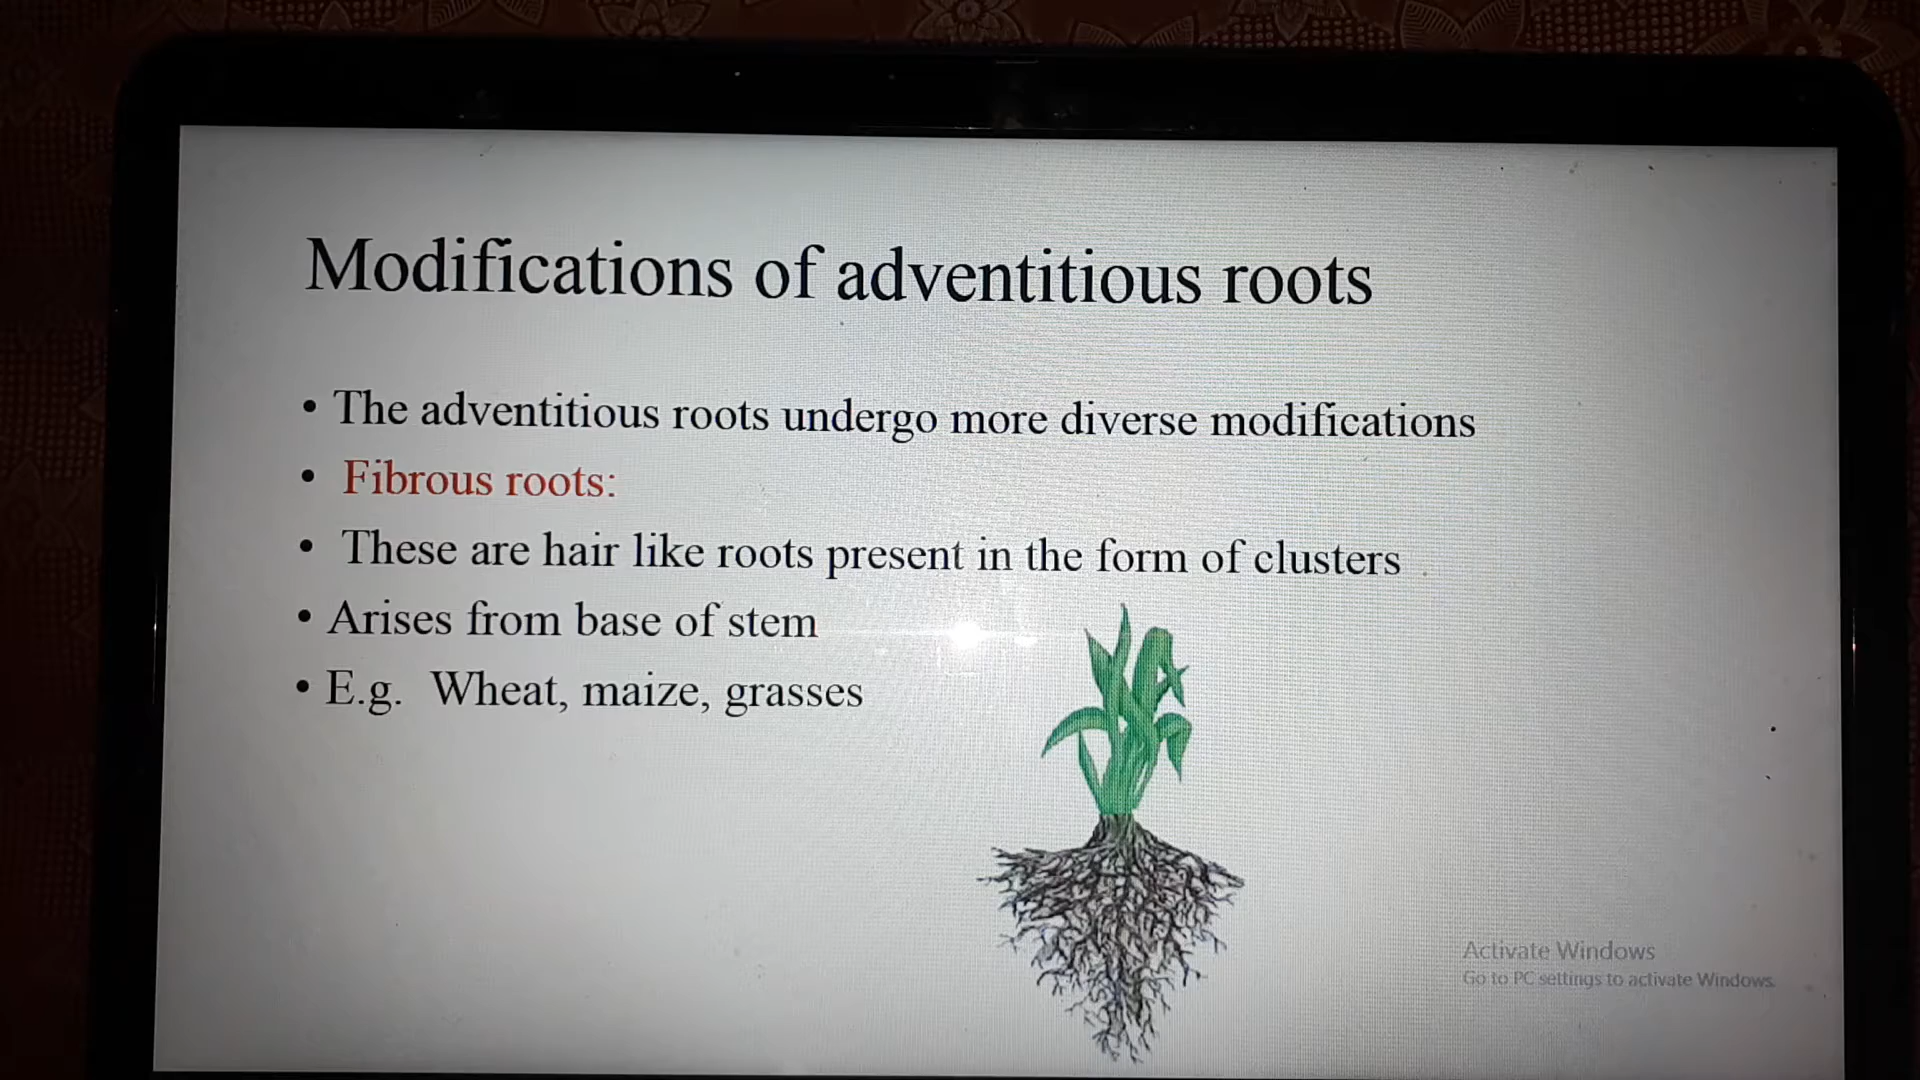 Modifications of adventitious roots
• The adventitious roots undergo more diverse modifications
• Fibrous roots:
• These are hair like roots present in the form of clusters
• Arises from base of stem
• E.g. Wheat, maize, grasses
Activate Windows
Go to PC settings to activate Windows.